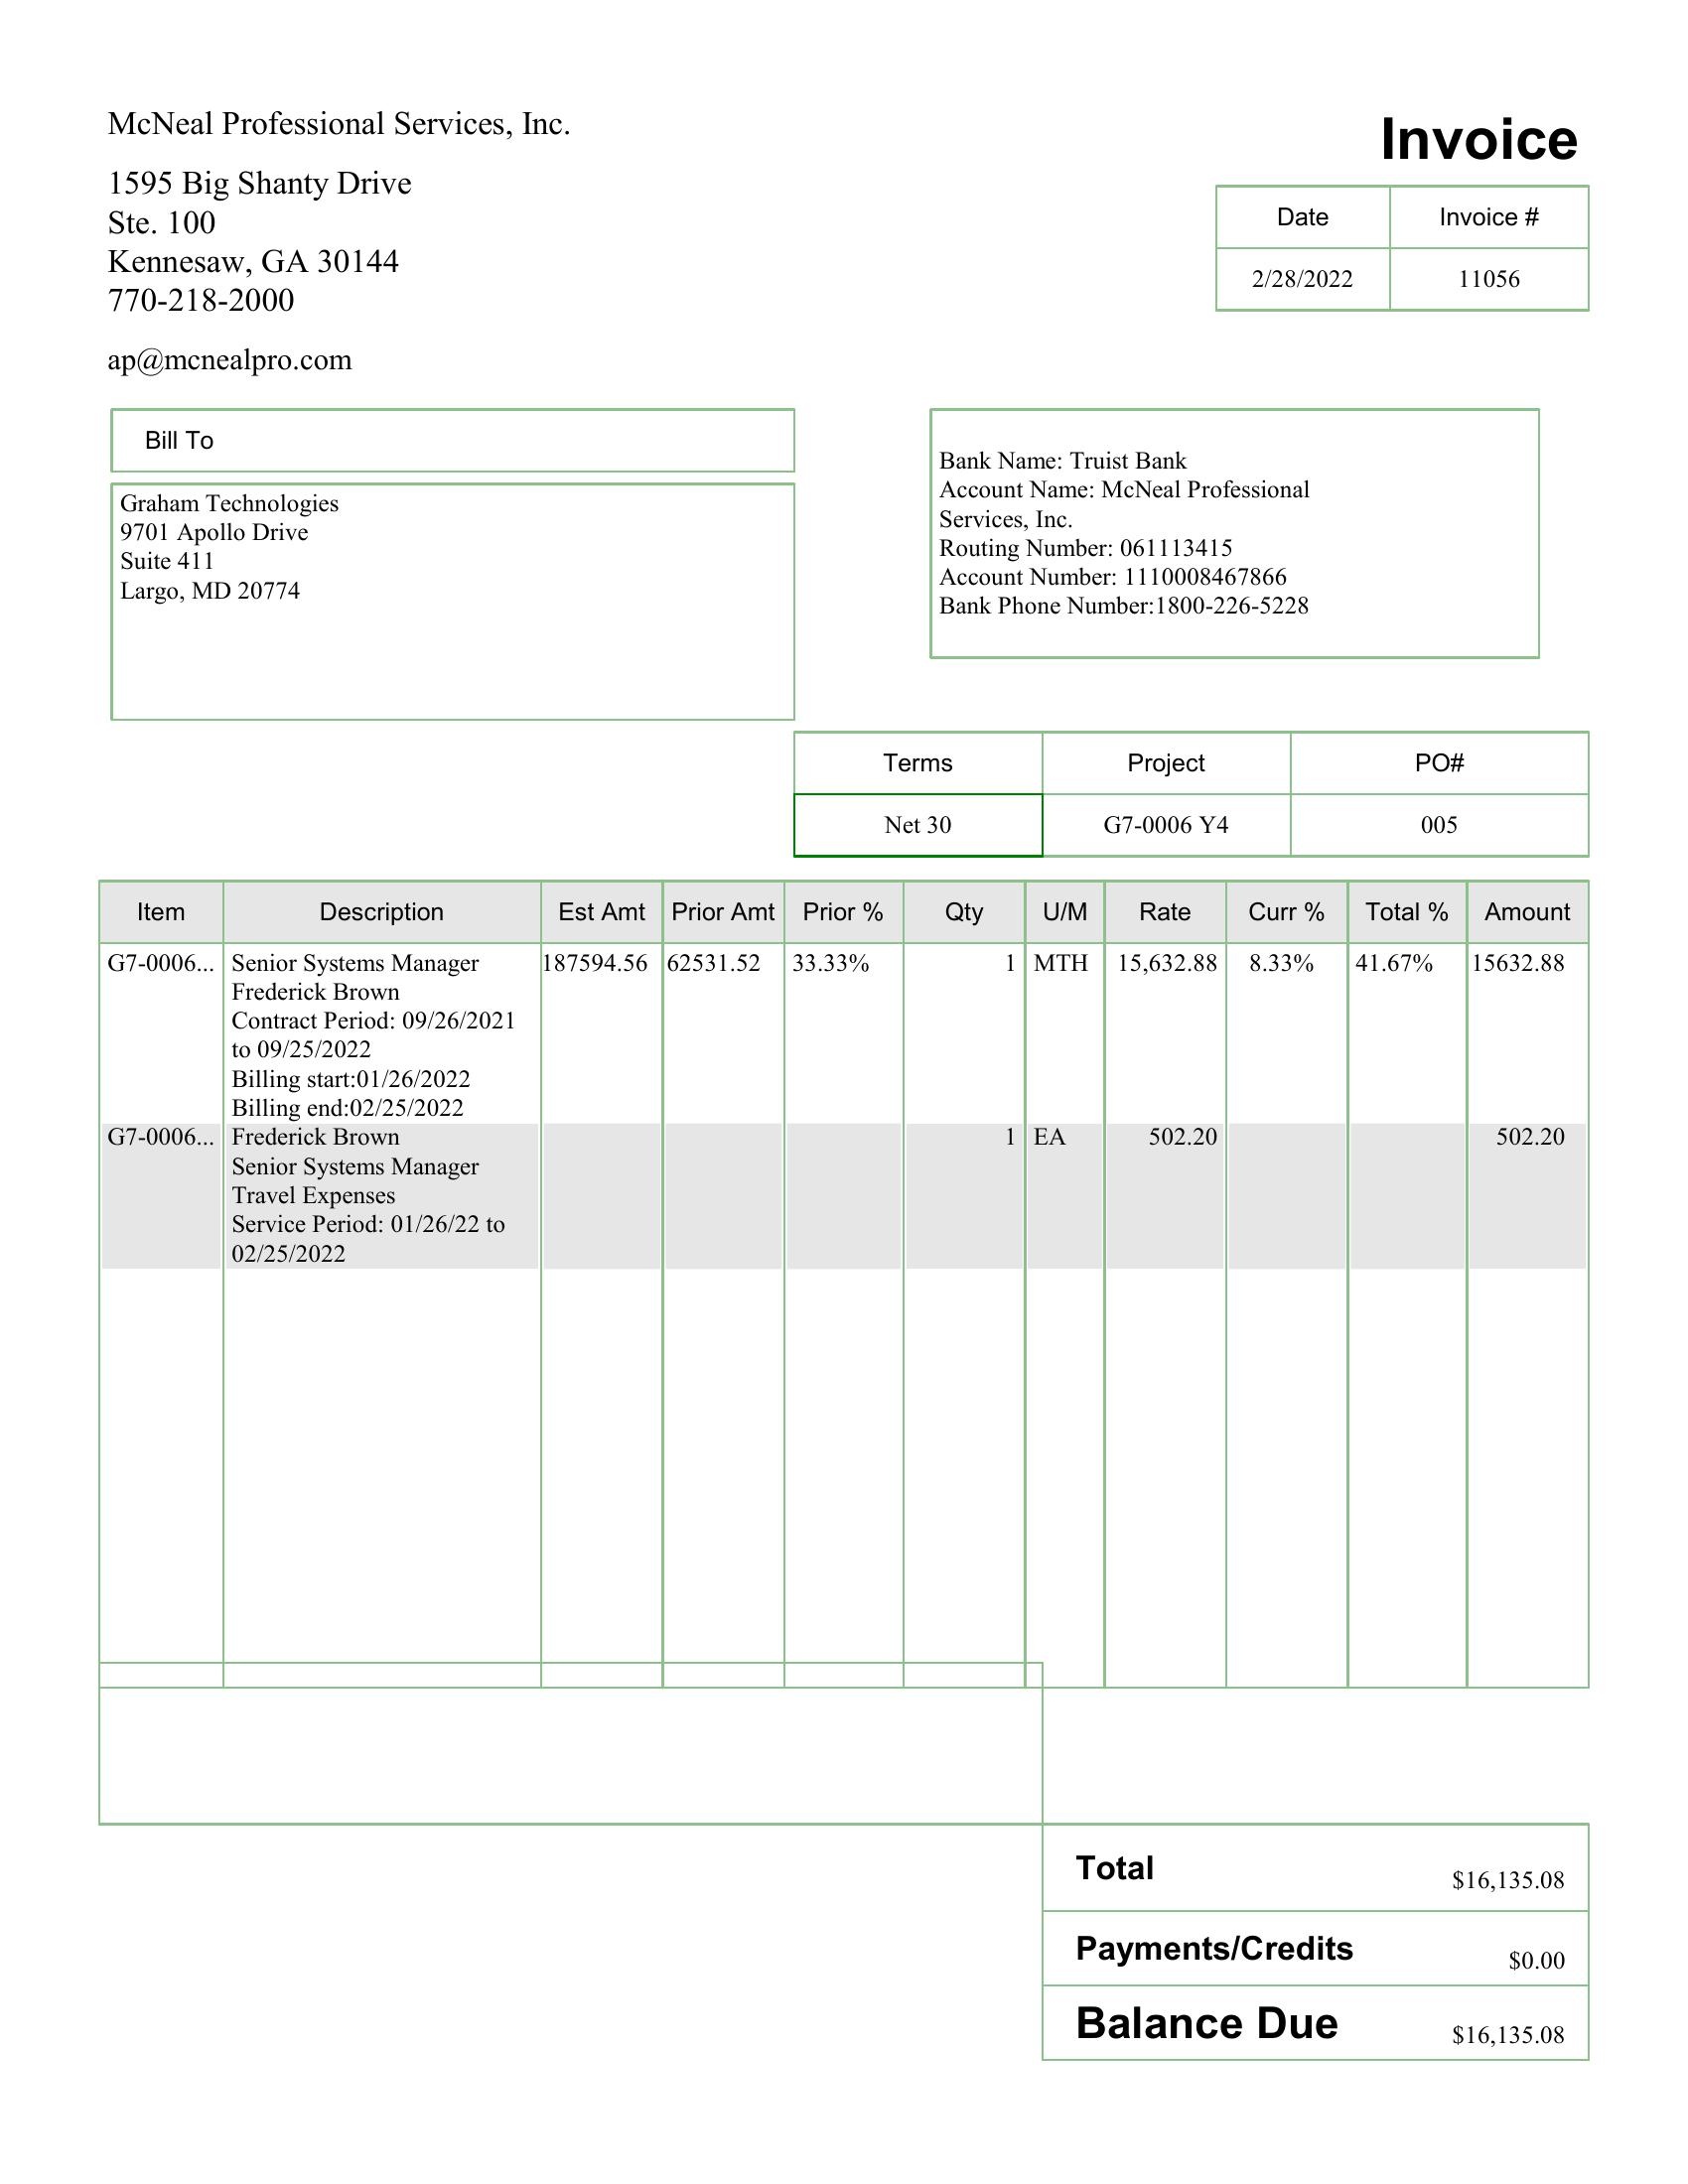 McNeal Professional Services, Inc.
1595 Big Shanty Drive
Ste. 100
Kennesaw, GA 30144
770-218-2000
ap@mcnealpro.com
Invoice
Date Invoice #
2/28/2022 11056
Bill To
Graham Technologies
9701 Apollo Drive
Suite 411
Largo, MD 20774
Bank Name: Truist Bank
Account Name: McNeal Professional
Services, Inc.
Routing Number: 061113415
Account Number: 1110008467866
Bank Phone Number:1800-226-5228
Terms Project PO#
Net 30 G7-0006 Y4 005
Item Description Est Amt Prior Amt Prior % Qty U/M Rate Curr % Total % Amount
G7-0006... Senior Systems Manager 187594.56 62531.52 33.33% 1 MTH 15,632.88 8.33% 41.67% 15632.88
Frederick Brown
Contract Period: 09/26/2021
to 09/25/2022
Billing start:01/26/2022
Billing end:02/25/2022
G7-0006... Frederick Brown 1 EA 502.20 502.20
Senior Systems Manager
Travel Expenses
Service Period: 01/26/22 to
02/25/2022
Total $16,135.08
Payments/Credits $0.00
Balance Due $16,135.08